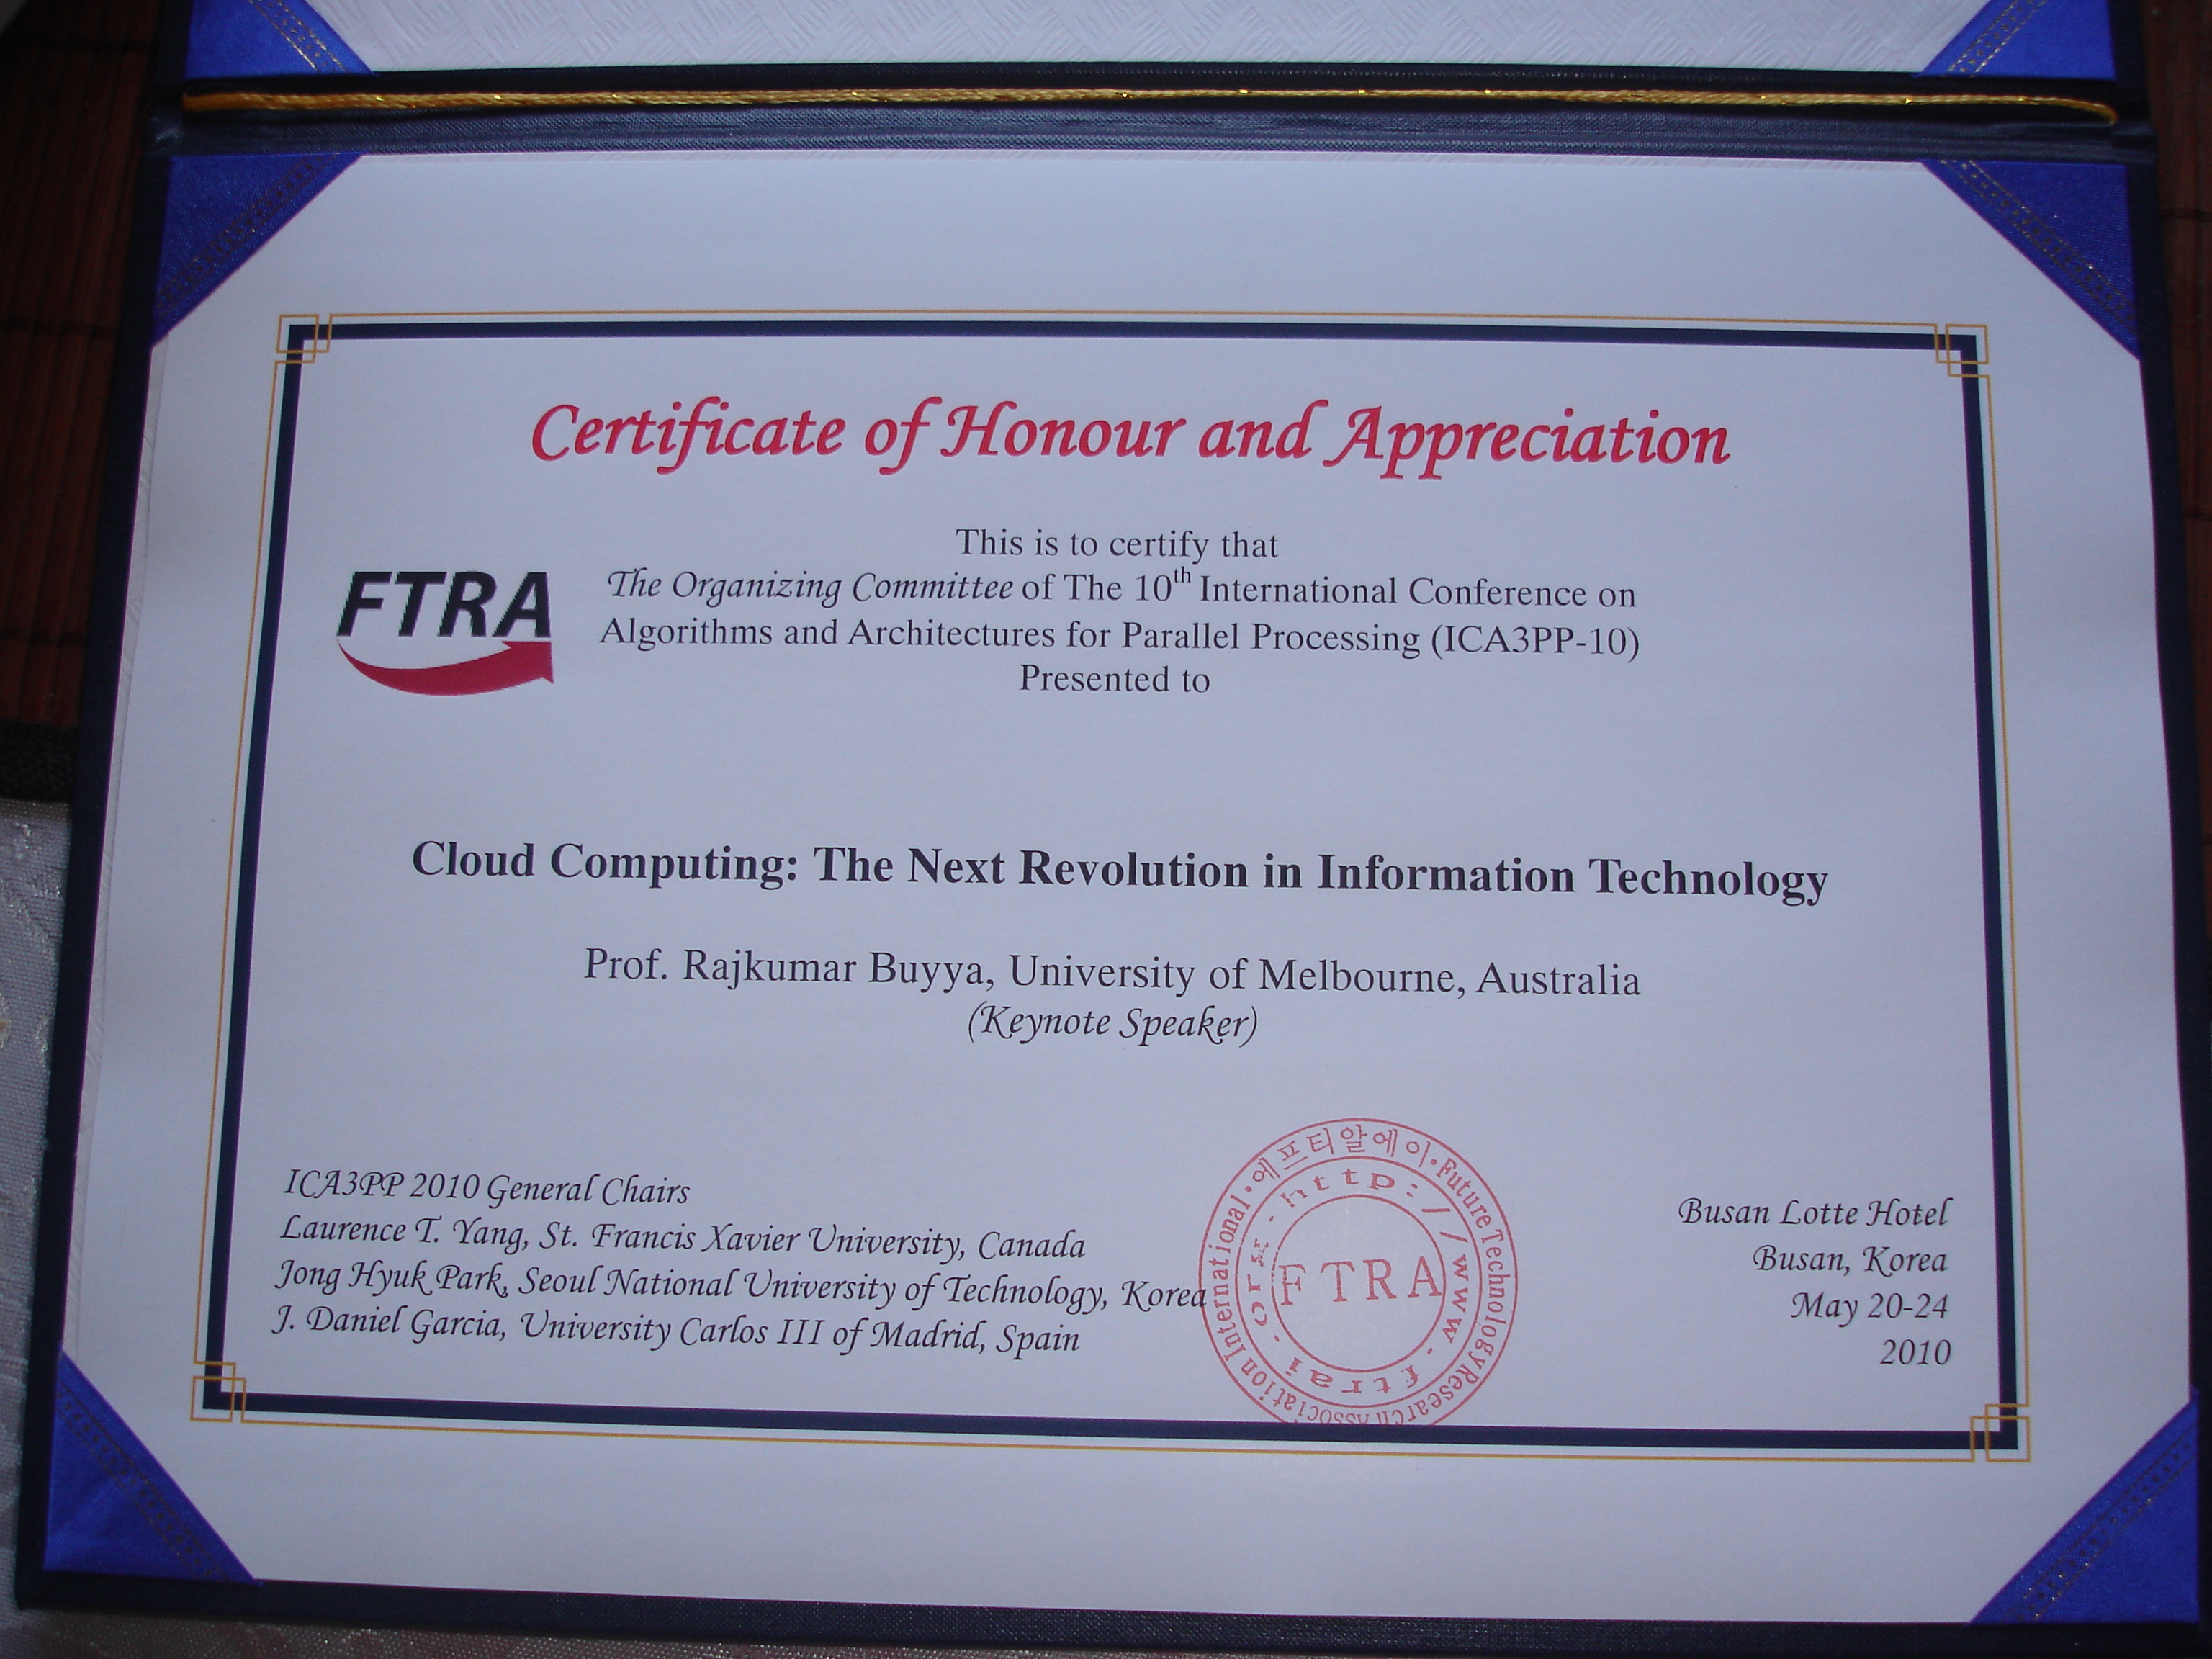 Certificate of Honour and Appreciation
This is to certify that
FTRA
The Organizing Committee of The 10th International Conference on
Algorithms and Architectures for Parallel Processing (ICA3PP-10)
Presented to
Cloud Computing: The Next Revolution in Information Technology
Prof. Rajkumar Buyya, University of Melbourne, Australia
(Keynote Speaker)
ICA3PP 2010 General Chairs
Laurence T. Yang, St. Francis Xavier University, Canada
Jong Hyuk Park, Seoul National University of Technology, Korea
J. Daniel Garcia, University Carlos III of Madrid, Spain
·에프티알에이·Future Technology Research Association International
http://www.ftrai.org
FTRA
Busan Lotte Hotel
Busan, Korea
May 20-24
2010